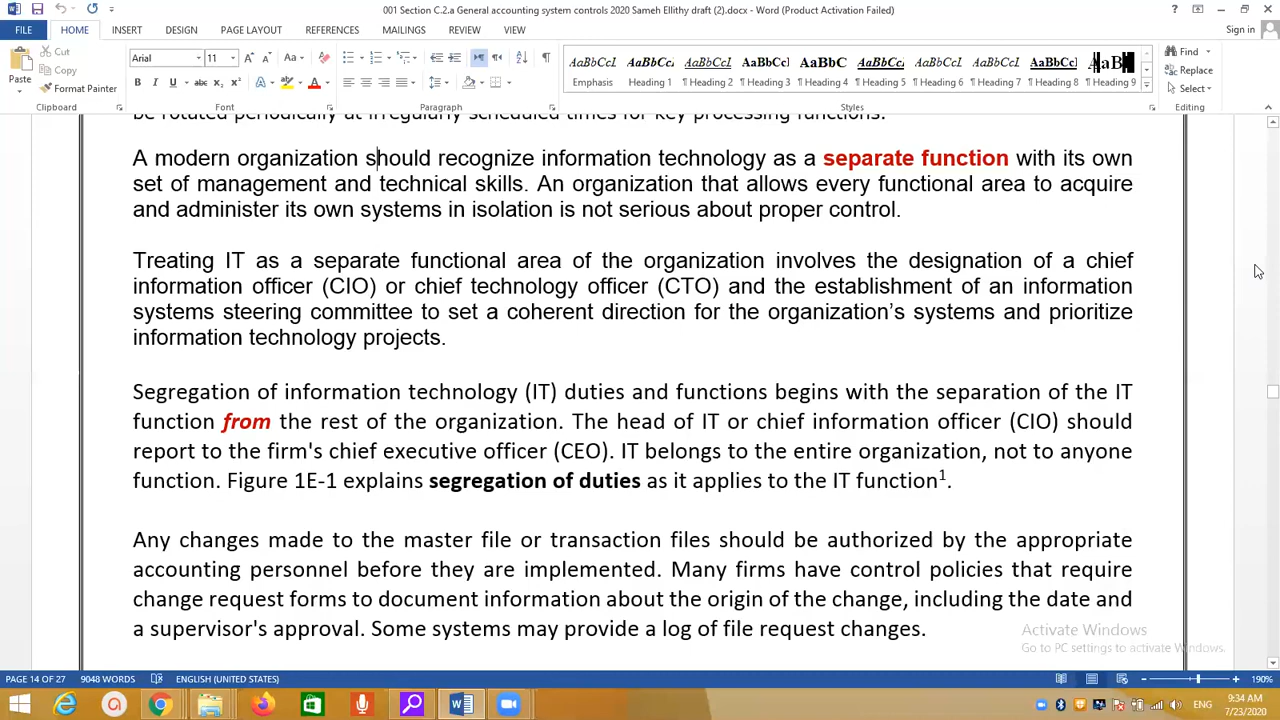 001 Section C.2.a General accounting system controls 2020 Sameh Ellithy draft (2).docx - Word (Product Activation Failed)
FILE HOME INSERT DESIGN PAGE LAYOUT REFERENCES MAILINGS REVIEW VIEW Sign in
Paste
Cut
Copy
Format Painter
Clipboard
Arial 11
Font
Paragraph
AaBbCcI AaBbCcl AaBbCcI AaBbCcI AaBbC AaBbCcI AaBbCcI AaBbCcI AaBbCc AaB
Emphasis Heading 1 ¶ Heading 2 ¶ Heading 3 ¶ Heading 4 ¶ Heading 5 ¶ Heading 6 ¶ Heading 7 ¶ Heading 8 ¶ Heading 9
Styles
Find
Replace
Select
Editing
be rotated periodically at irregularly scheduled times for key processing functions.
A modern organization should recognize information technology as a separate function with its own
set of management and technical skills. An organization that allows every functional area to acquire
and administer its own systems in isolation is not serious about proper control.
Treating IT as a separate functional area of the organization involves the designation of a chief
information officer (CIO) or chief technology officer (CTO) and the establishment of an information
systems steering committee to set a coherent direction for the organization’s systems and prioritize
information technology projects.
Segregation of information technology (IT) duties and functions begins with the separation of the IT
function from the rest of the organization. The head of IT or chief information officer (CIO) should
report to the firm's chief executive officer (CEO). IT belongs to the entire organization, not to anyone
function. Figure 1E-1 explains segregation of duties as it applies to the IT function1.
Any changes made to the master file or transaction files should be authorized by the appropriate
accounting personnel before they are implemented. Many firms have control policies that require
change request forms to document information about the origin of the change, including the date and
a supervisor's approval. Some systems may provide a log of file request changes.
Activate Windows
Go to PC settings to activate Windows.
PAGE 14 OF 27 9048 WORDS ENGLISH (UNITED STATES) 190%
ENG
9:34 AM
7/23/2020